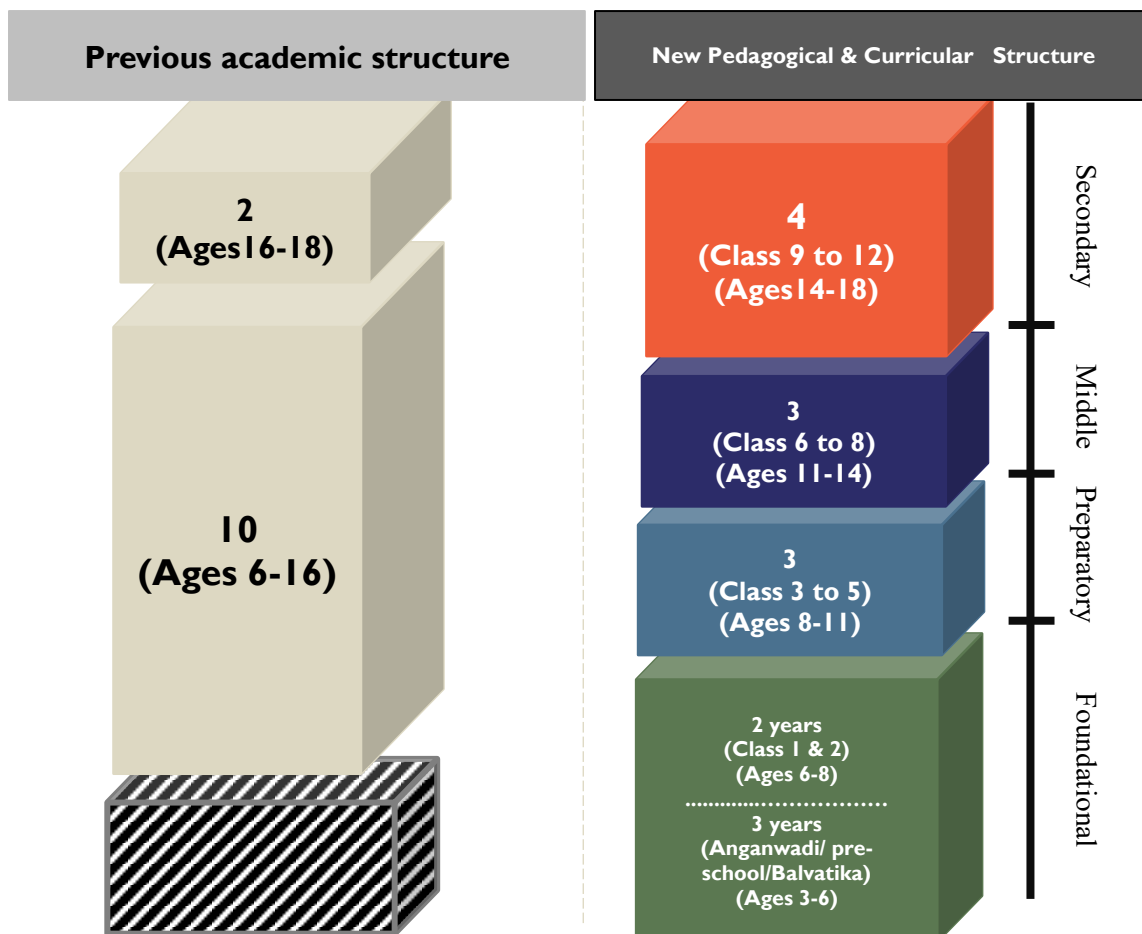 Previous academic structure
New Pedagogical & Curricular Structure
2
(Ages16-18)
10
(Ages 6-16)
4
(Class 9 to 12)
(Ages14-18)
3
(Class 6 to 8)
(Ages 11-14)
3
(Class 3 to 5)
(Ages 8-11)
2 years
(Class 1 & 2)
(Ages 6-8)
................................
3 years
(Anganwadi/ pre-
school/Balvatika)
(Ages 3-6)
Secondary
Middle
Preparatory
Foundational